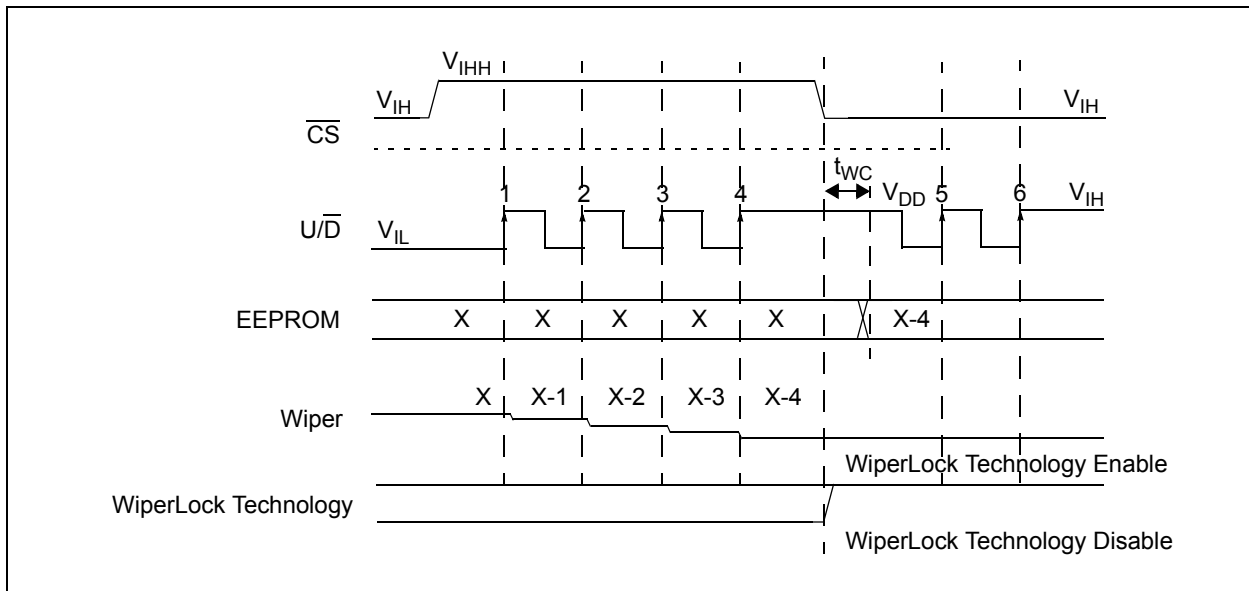 V_IHH
V_IH V_IH
CS
t_WC
1 2 3 4 V_DD 5 6 V_IH
U/D V_IL
EEPROM X X X X X X-4
X X-1 X-2 X-3 X-4
Wiper
WiperLock Technology Enable
WiperLock Technology
WiperLock Technology Disable